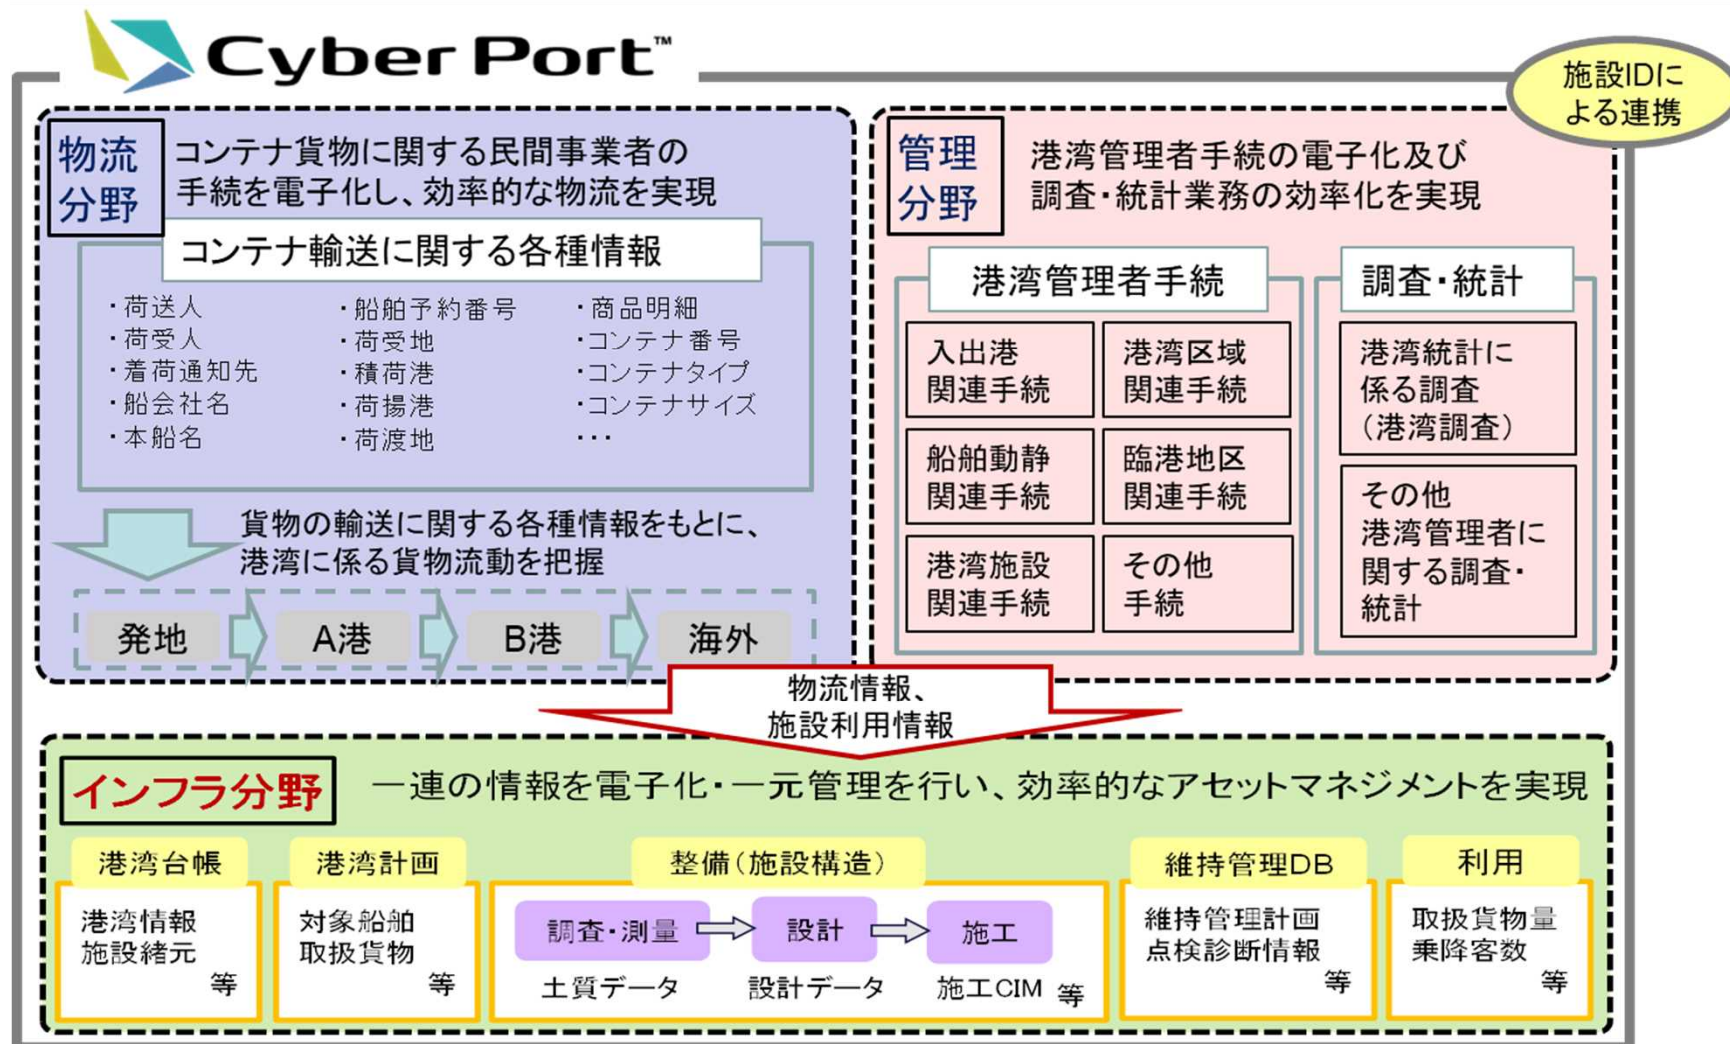 Cyber Port™
施設IDに
よる連携
物流
分野
コンテナ貨物に関する民間事業者の
手続を電子化し、効率的な物流を実現
コンテナ輸送に関する各種情報
・荷送人
・荷受人
・着荷通知先
・船会社名
・本船名
・船舶予約番号
・荷受地
・積荷港
・荷揚港
・荷渡地
・商品明細
・コンテナ番号
・コンテナタイプ
・コンテナサイズ
・・・
貨物の輸送に関する各種情報をもとに、
港湾に係る貨物流動を把握
発地
A港
B港
海外
管理
分野
港湾管理者手続の電子化及び
調査・統計業務の効率化を実現
港湾管理者手続
入出港
関連手続
港湾区域
関連手続
船舶動静
関連手続
臨港地区
関連手続
港湾施設
関連手続
その他
手続
調査・統計
港湾統計に
係る調査
(港湾調査)
その他
港湾管理者に
関する調査・
統計
物流情報、
施設利用情報
インフラ分野
一連の情報を電子化・一元管理を行い、効率的なアセットマネジメントを実現
港湾台帳
港湾情報
施設緒元
等
港湾計画
対象船舶
取扱貨物
等
整備(施設構造)
調査・測量
設計
施工
土質データ
設計データ
施工CIM 等
維持管理DB
維持管理計画
点検診断情報
等
利用
取扱貨物量
乗降客数
等